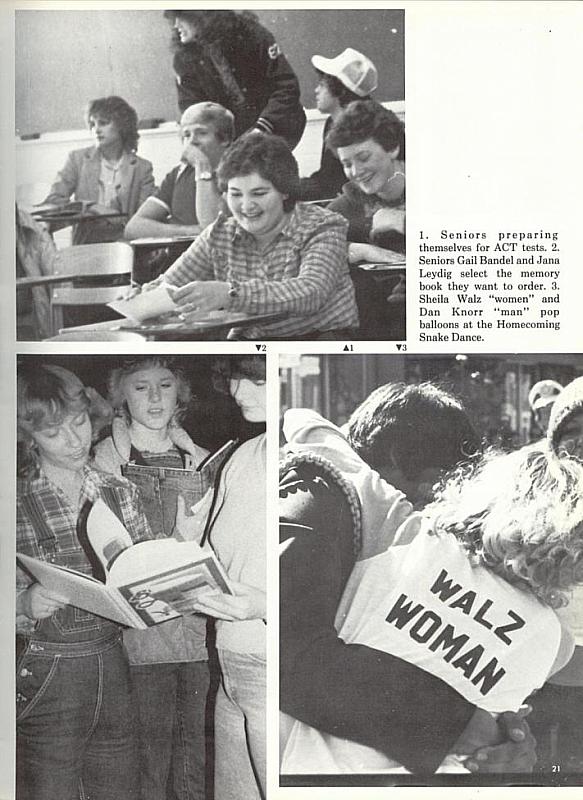 1. Seniors preparing
themselves for ACT tests. 2.
Seniors Gail Bandel and Jana
Leydig select the memory
book they want to order. 3.
Sheila Walz "women" and
Dan Knorr "man" pop
balloons at the Homecoming
Snake Dance.
▼2 ▲1 ▼3
WALZ
WOMAN
21